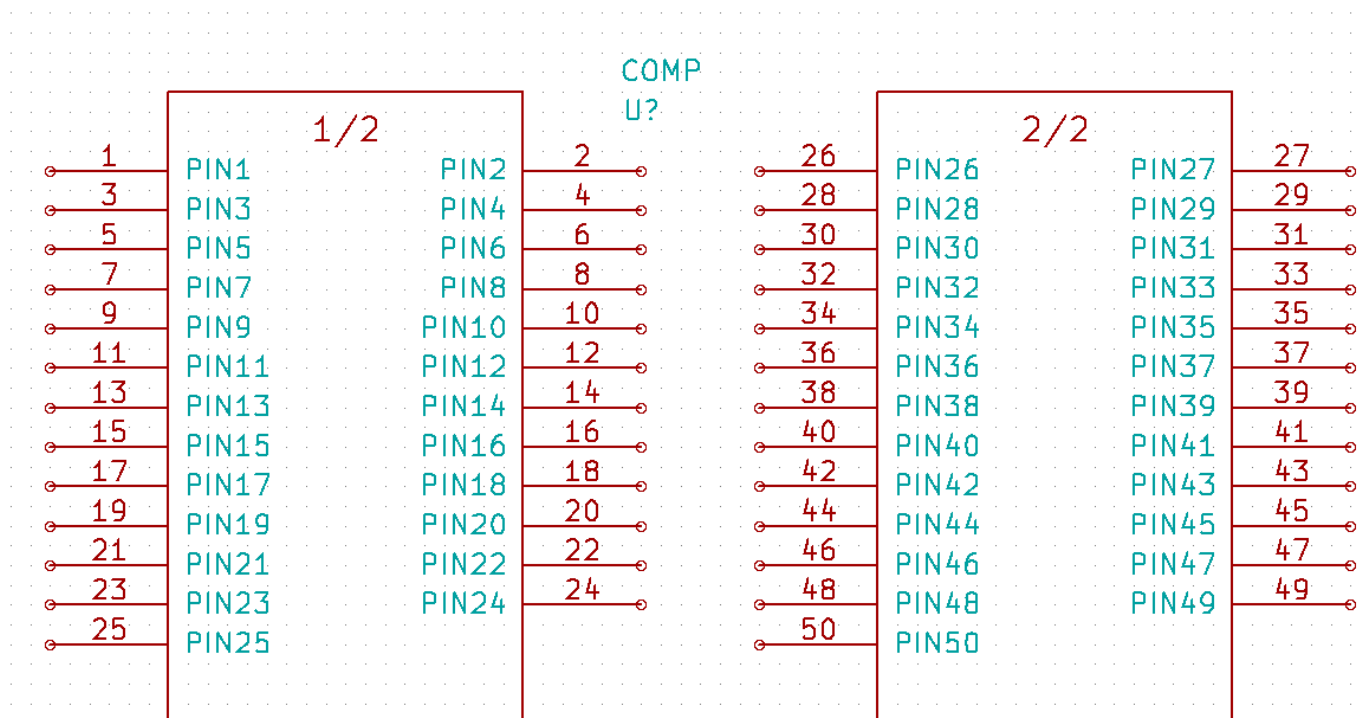 COMP
U?
1/2
1 PIN1 PIN2 2
3 PIN3 PIN4 4
5 PIN5 PIN6 6
7 PIN7 PIN8 8
9 PIN9 PIN10 10
11 PIN11 PIN12 12
13 PIN13 PIN14 14
15 PIN15 PIN16 16
17 PIN17 PIN18 18
19 PIN19 PIN20 20
21 PIN21 PIN22 22
23 PIN23 PIN24 24
25 PIN25
2/2
26 PIN26 PIN27 27
28 PIN28 PIN29 29
30 PIN30 PIN31 31
32 PIN32 PIN33 33
34 PIN34 PIN35 35
36 PIN36 PIN37 37
38 PIN38 PIN39 39
40 PIN40 PIN41 41
42 PIN42 PIN43 43
44 PIN44 PIN45 45
46 PIN46 PIN47 47
48 PIN48 PIN49 49
50 PIN50